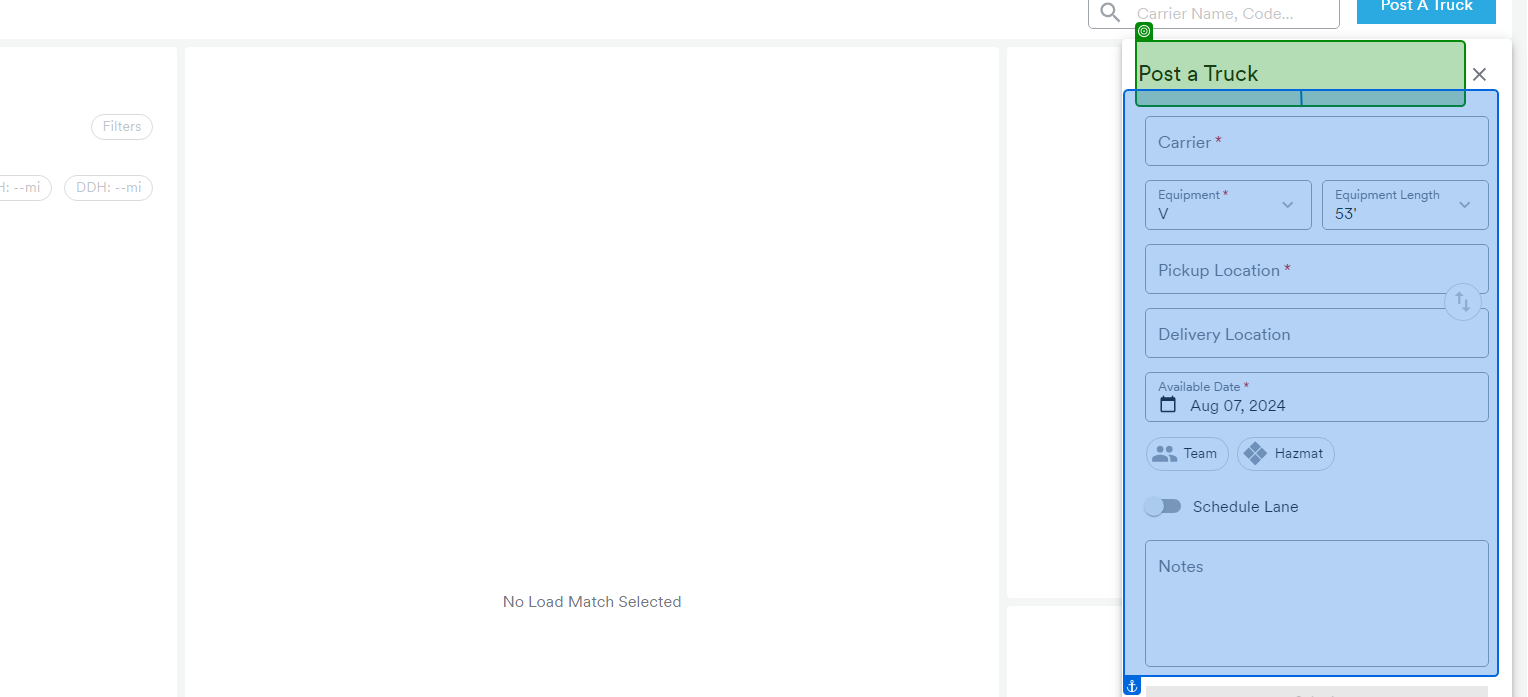 Carrier Name, Code...
Post A Truck
Post a Truck
Filters
Carrier *
H: --mi
DDH: --mi
Equipment *
V
Equipment Length
53'
Pickup Location *
Delivery Location
Available Date *
Aug 07, 2024
Team
Hazmat
Schedule Lane
Notes
No Load Match Selected